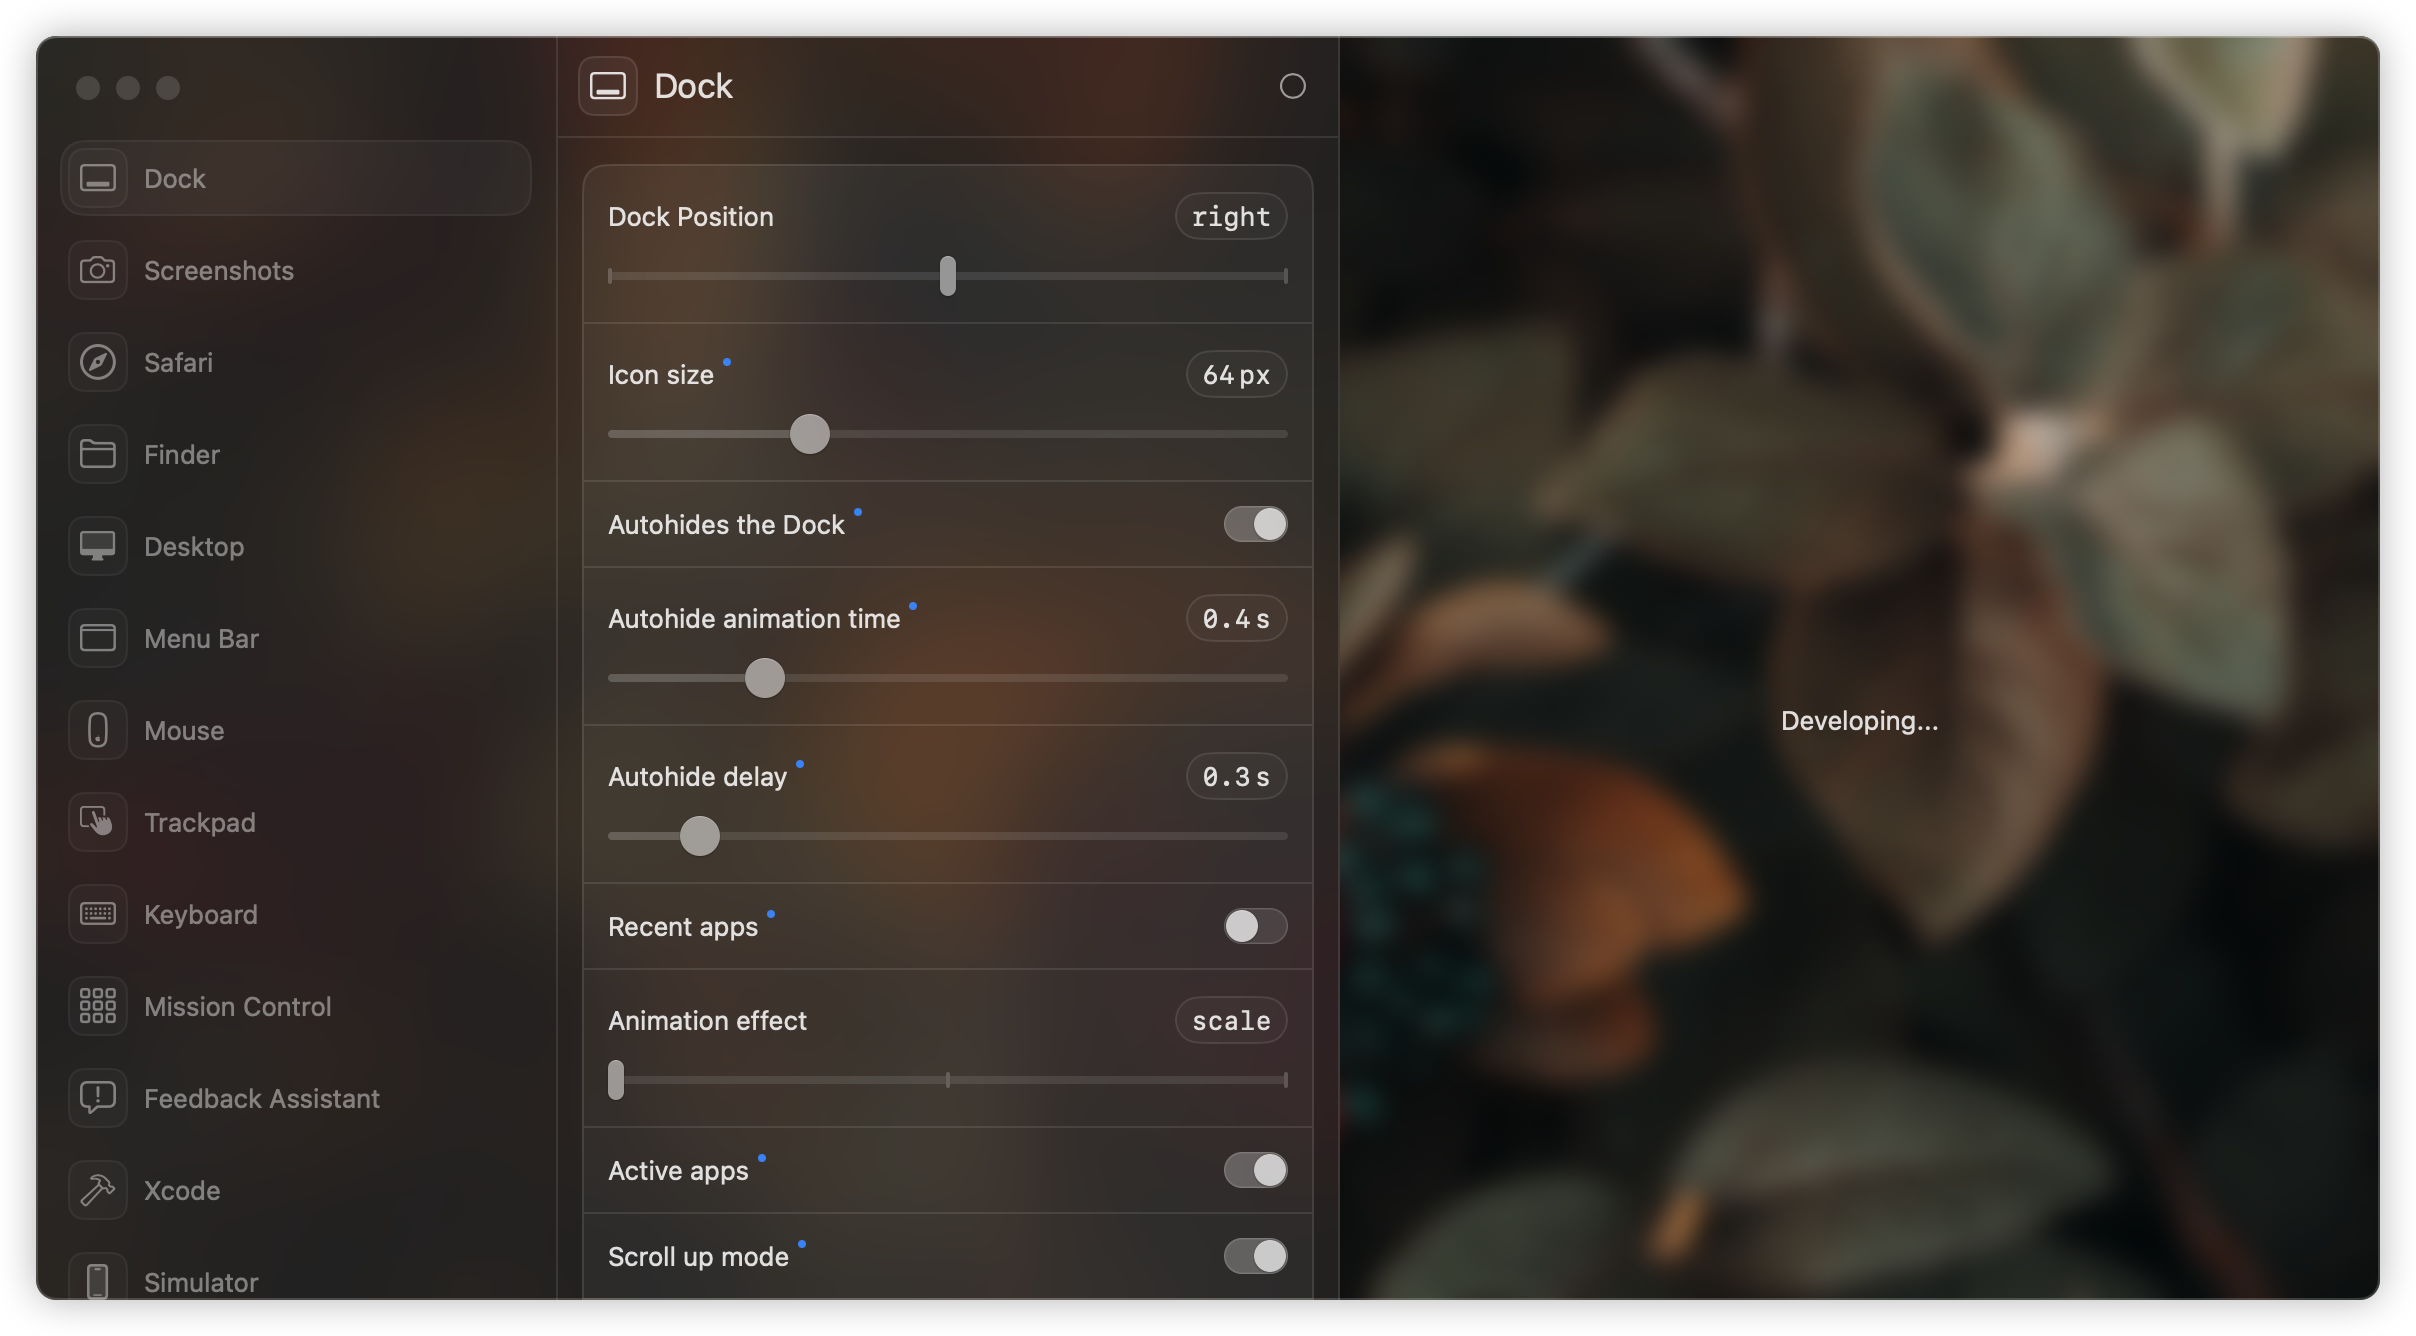 Dock
Screenshots
Safari
Finder
Desktop
Menu Bar
Mouse
Trackpad
Keyboard
Mission Control
Feedback Assistant
Xcode
Simulator
Dock
Dock Position
right
Icon size
64 px
Autohides the Dock
Autohide animation time
0.4 s
Autohide delay
0.3 s
Recent apps
Animation effect
scale
Active apps
Scroll up mode
Developing...